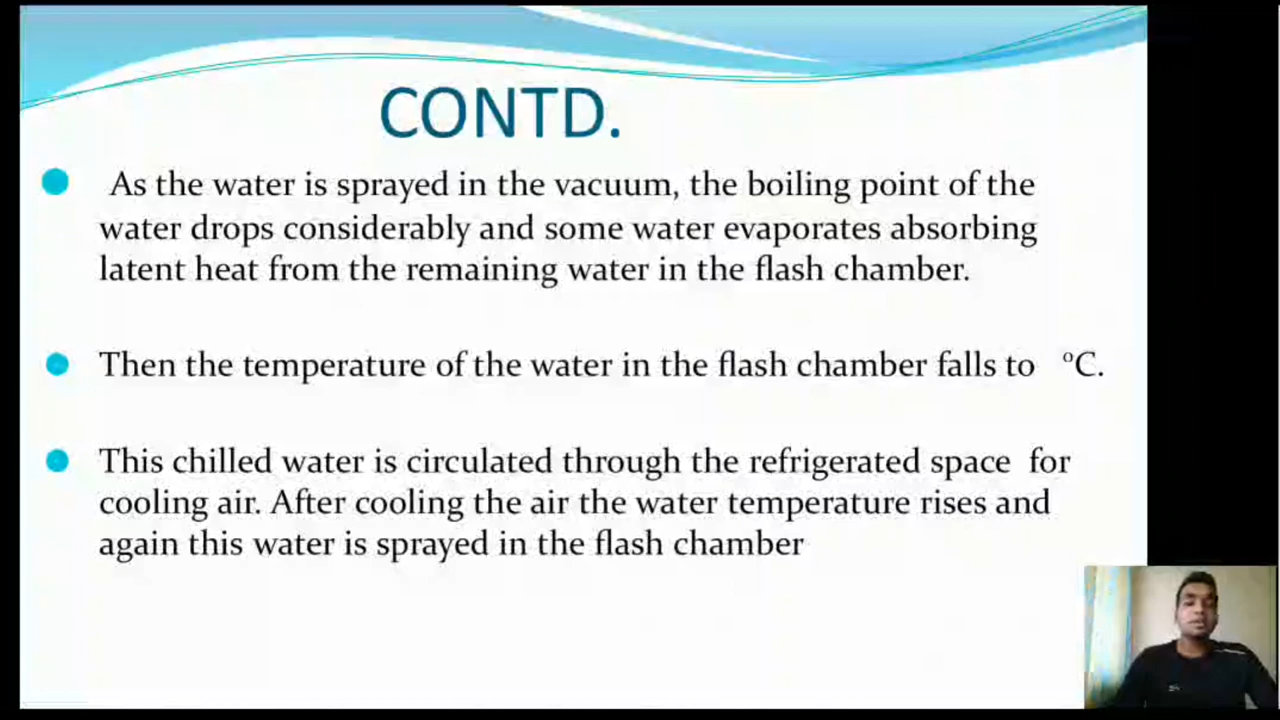 CONTD.
As the water is sprayed in the vacuum, the boiling point of the
water drops considerably and some water evaporates absorbing
latent heat from the remaining water in the flash chamber.
Then the temperature of the water in the flash chamber falls to °C.
This chilled water is circulated through the refrigerated space for
cooling air. After cooling the air the water temperature rises and
again this water is sprayed in the flash chamber